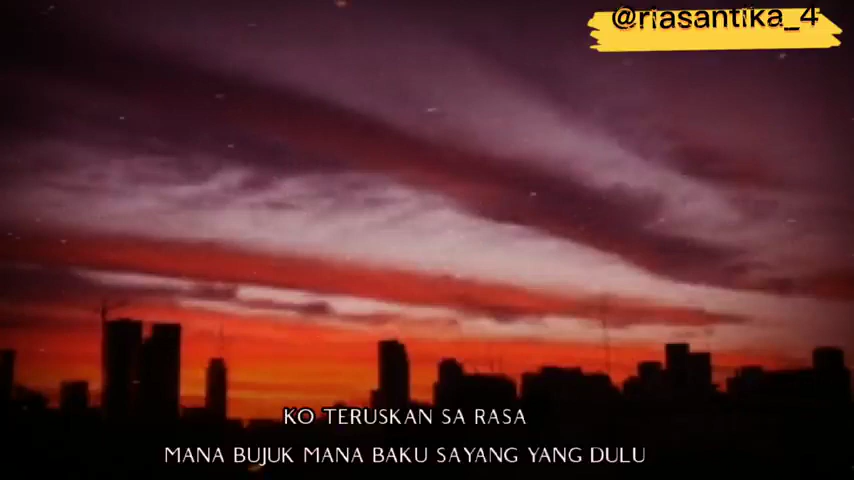 @riasantika_4
KO TERUSKAN SA RASA
MANA BUJUK MANA BAKU SAYANG YANG DULU